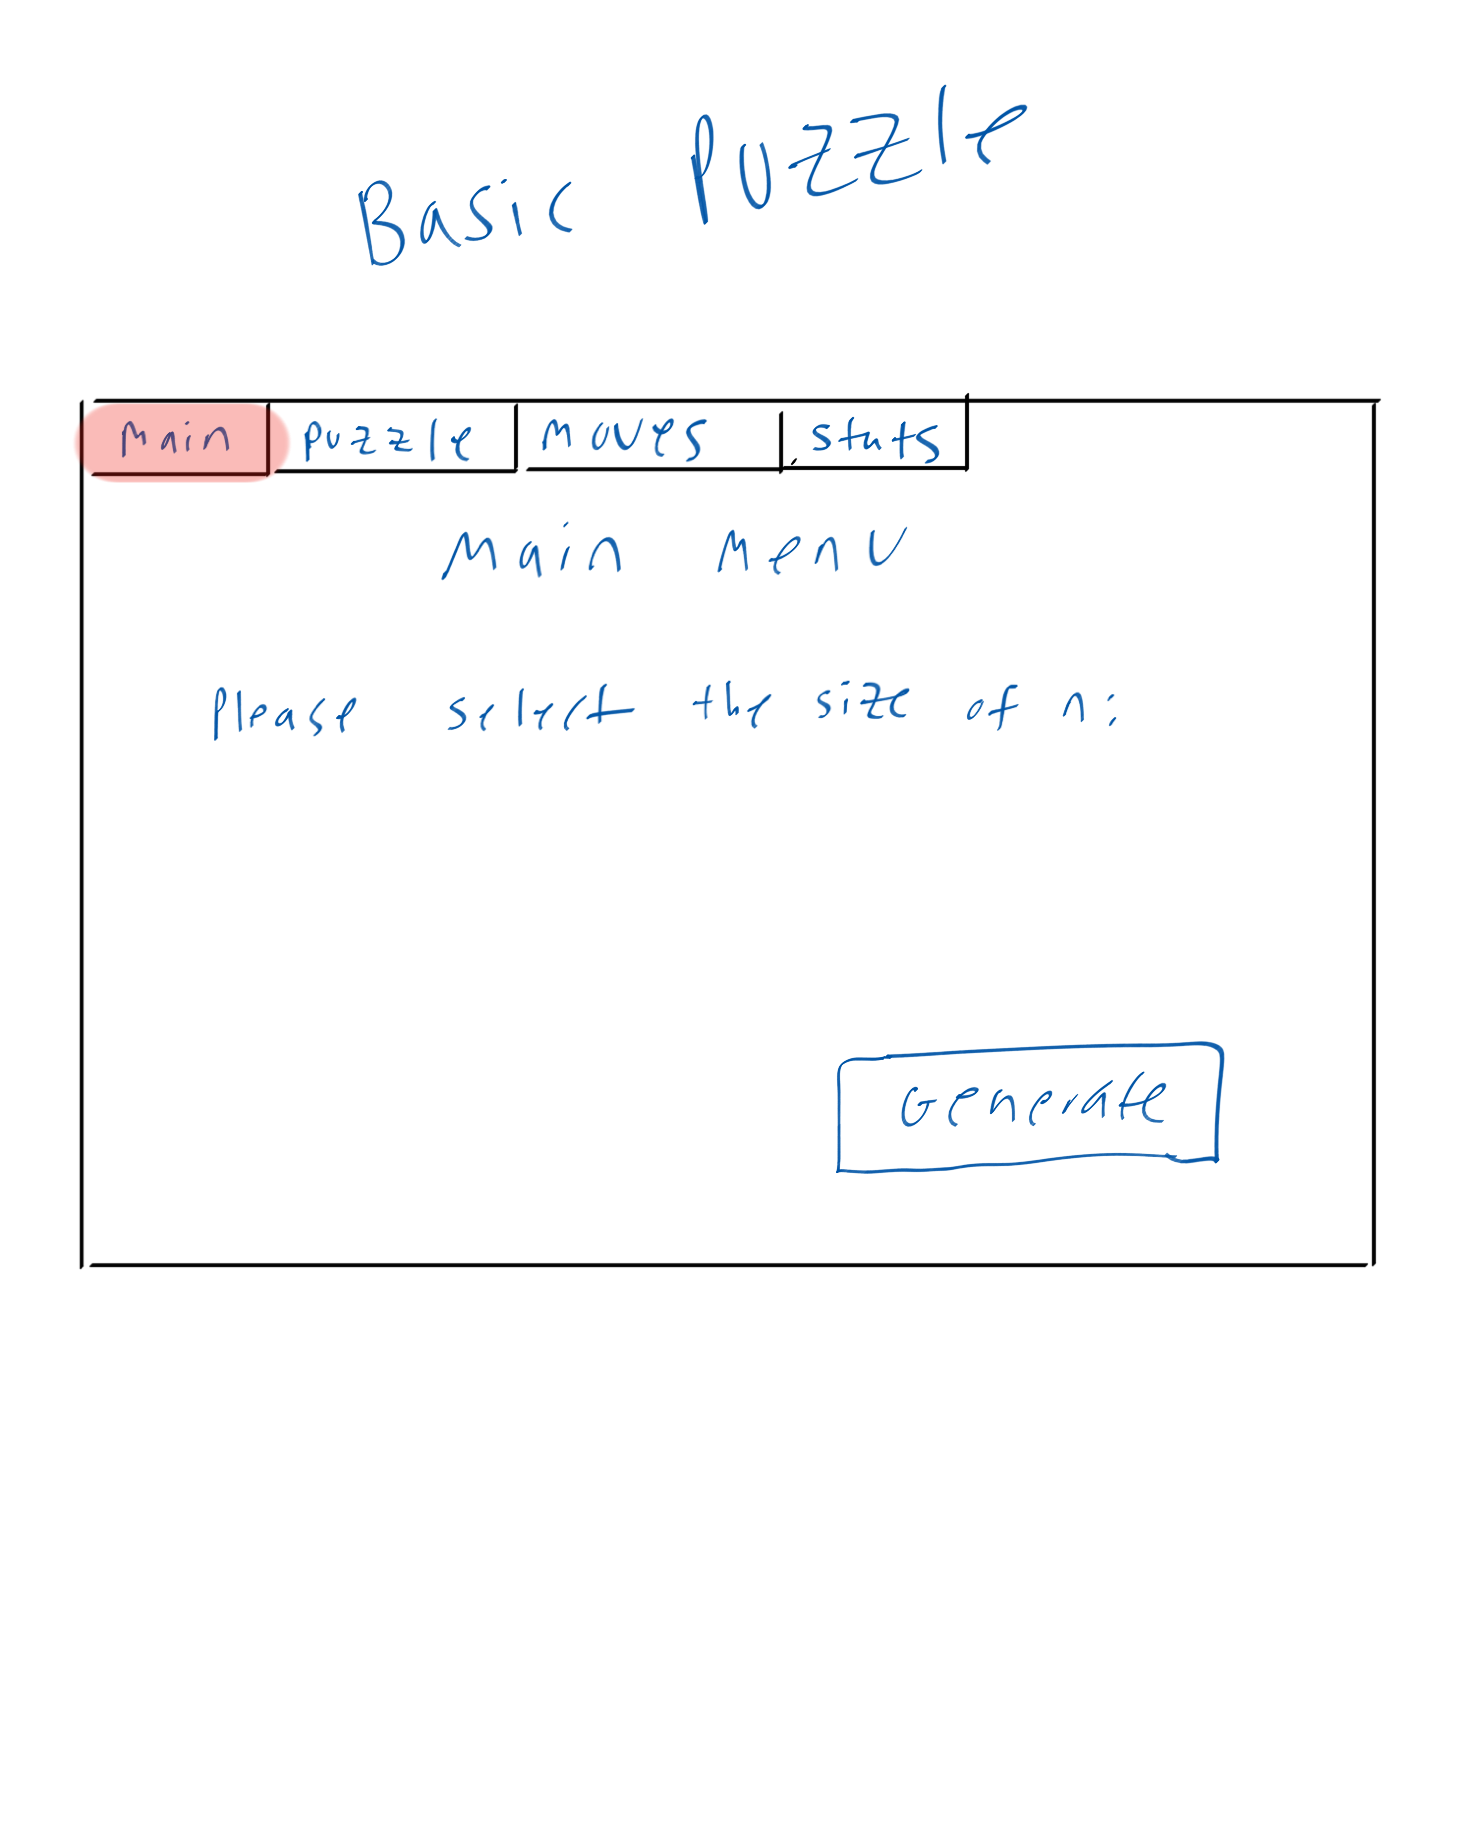 Basic Puzzle
Main puzzle moves stats
Main Menu
Please select the size of n:
Generate